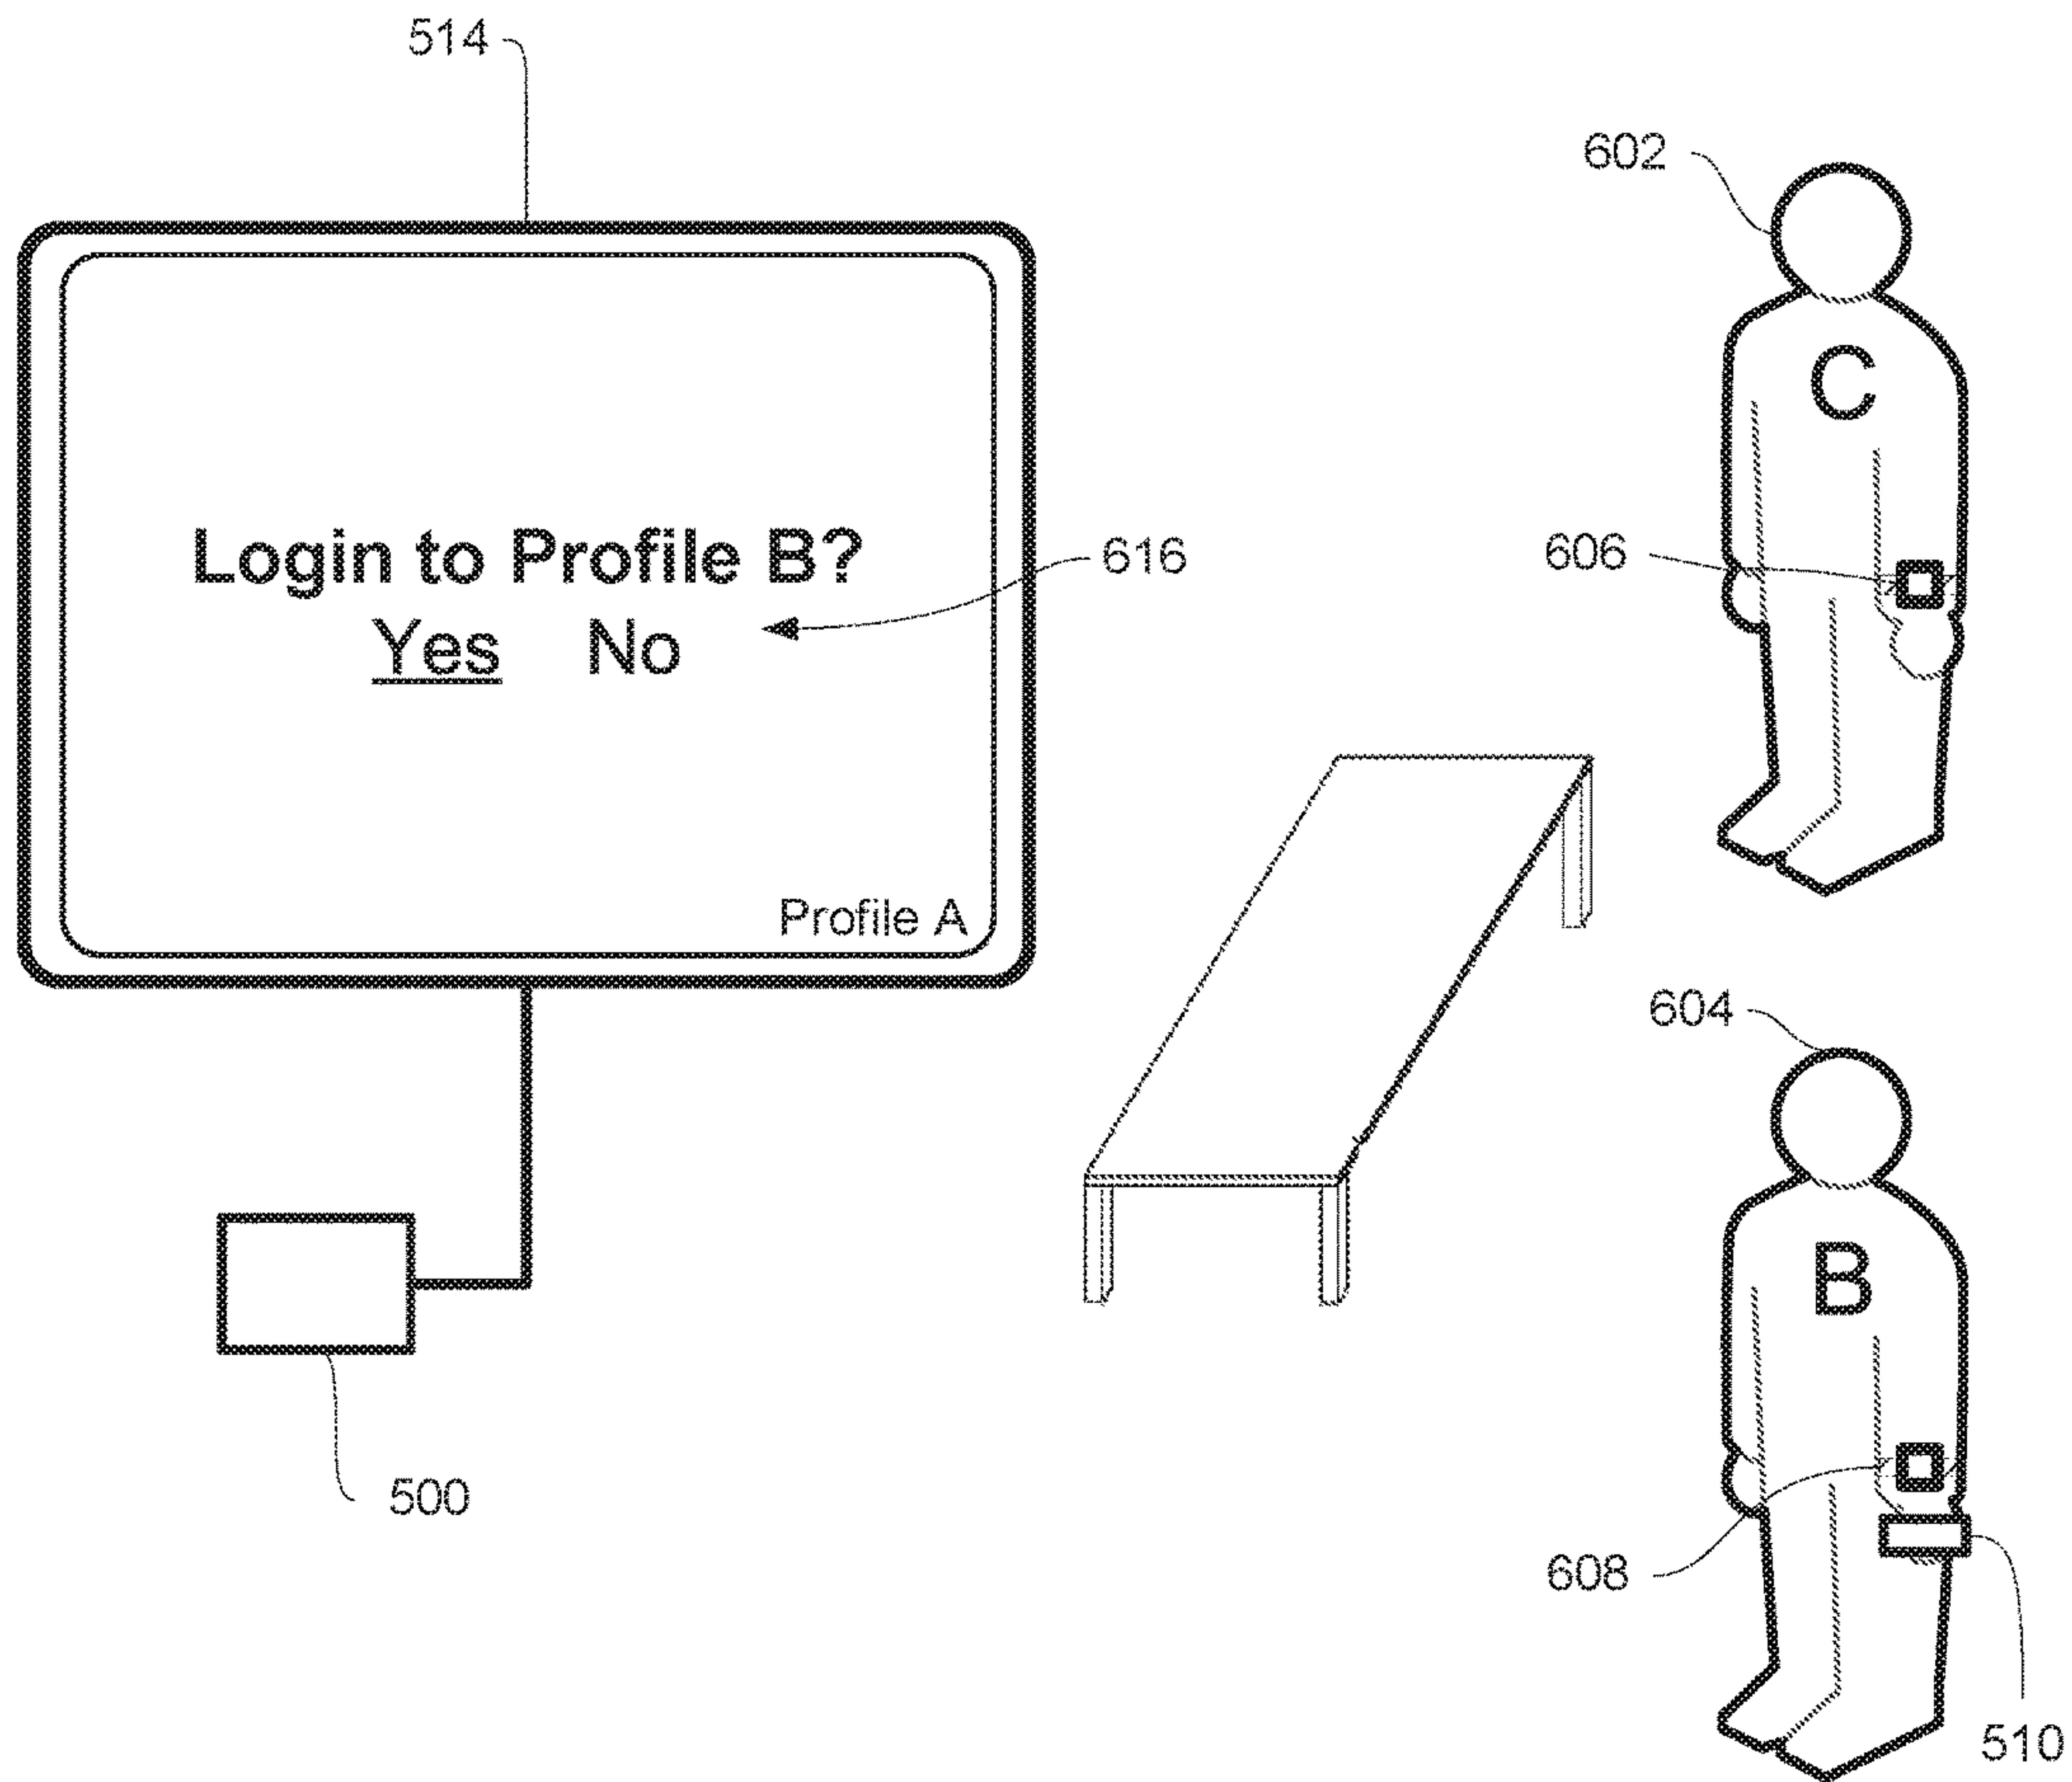 514
602
C
606
Login to Profile B?
616
Yes No
Profile A
604
B
500
608
510